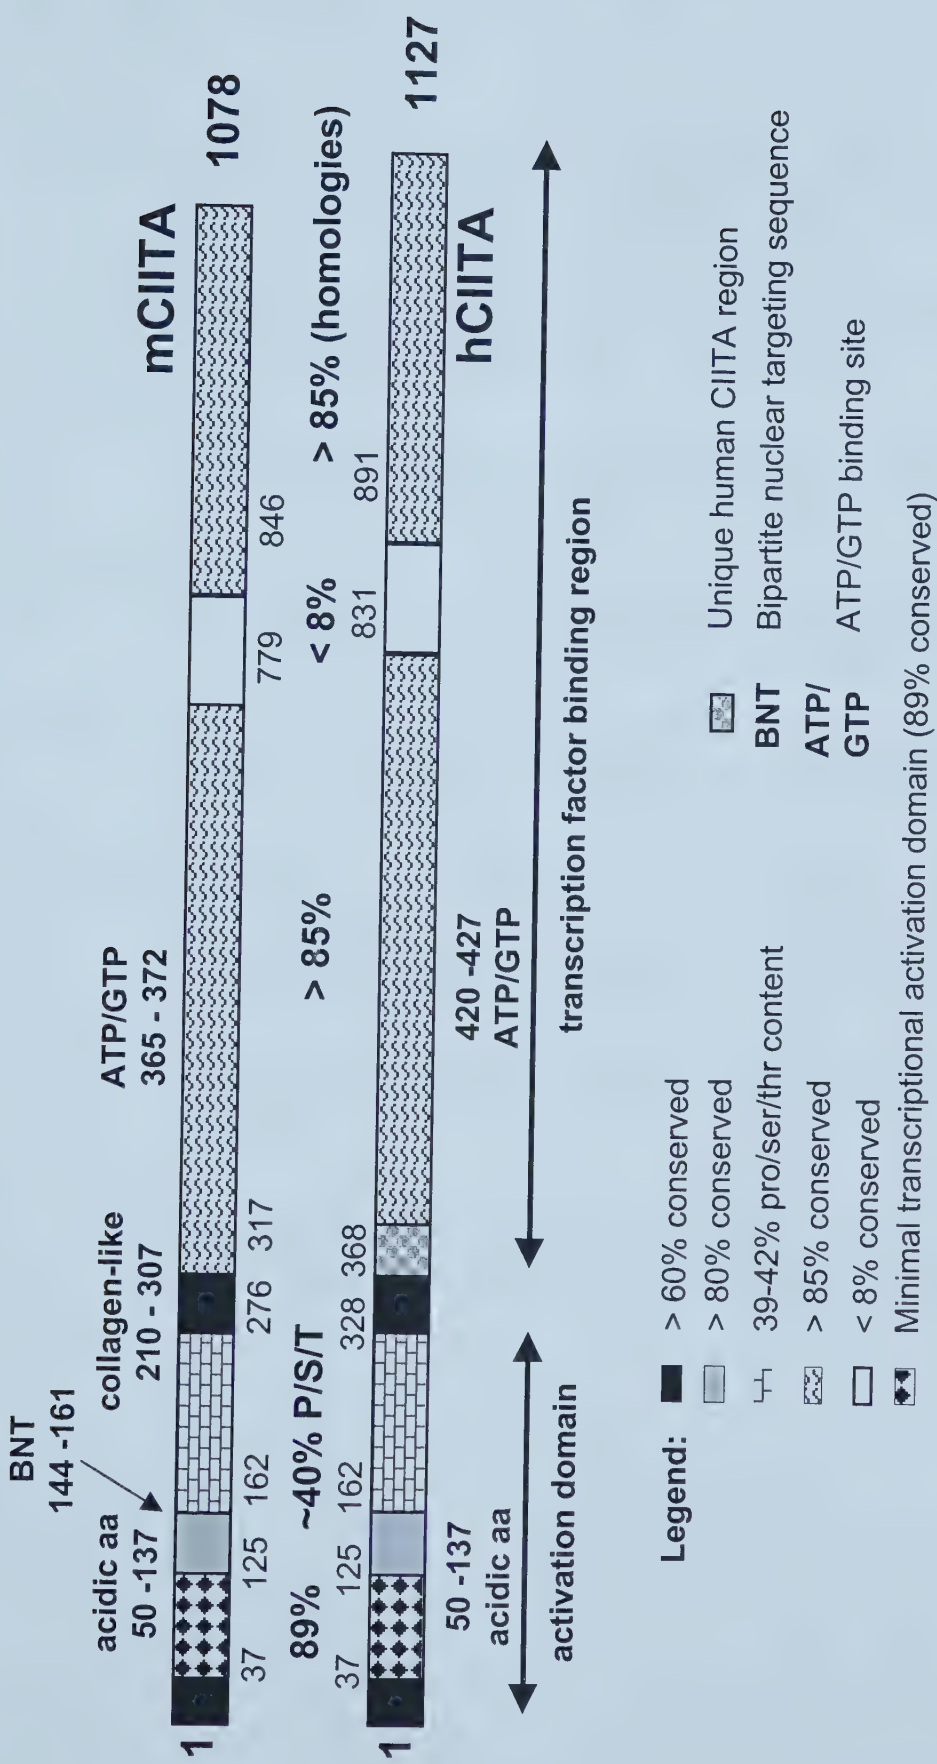 BNT
144 -161
acidic aa
50 -137
collagen-like
210 - 307
ATP/GTP
365 - 372
mCIITA
1
1078
37
125
162
276
317
779
846
89%
~40% P/S/T
> 85%
< 8%
> 85% (homologies)
37
125
162
328
368
831
891
1
1127
50 -137
acidic aa
420 -427
ATP/GTP
hCIITA
activation domain
transcription factor binding region
Legend:
> 60% conserved
> 80% conserved
39-42% pro/ser/thr content
> 85% conserved
< 8% conserved
Minimal transcriptional activation domain (89% conserved)
Unique human CIITA region
BNT Bipartite nuclear targeting sequence
ATP/
GTP ATP/GTP binding site